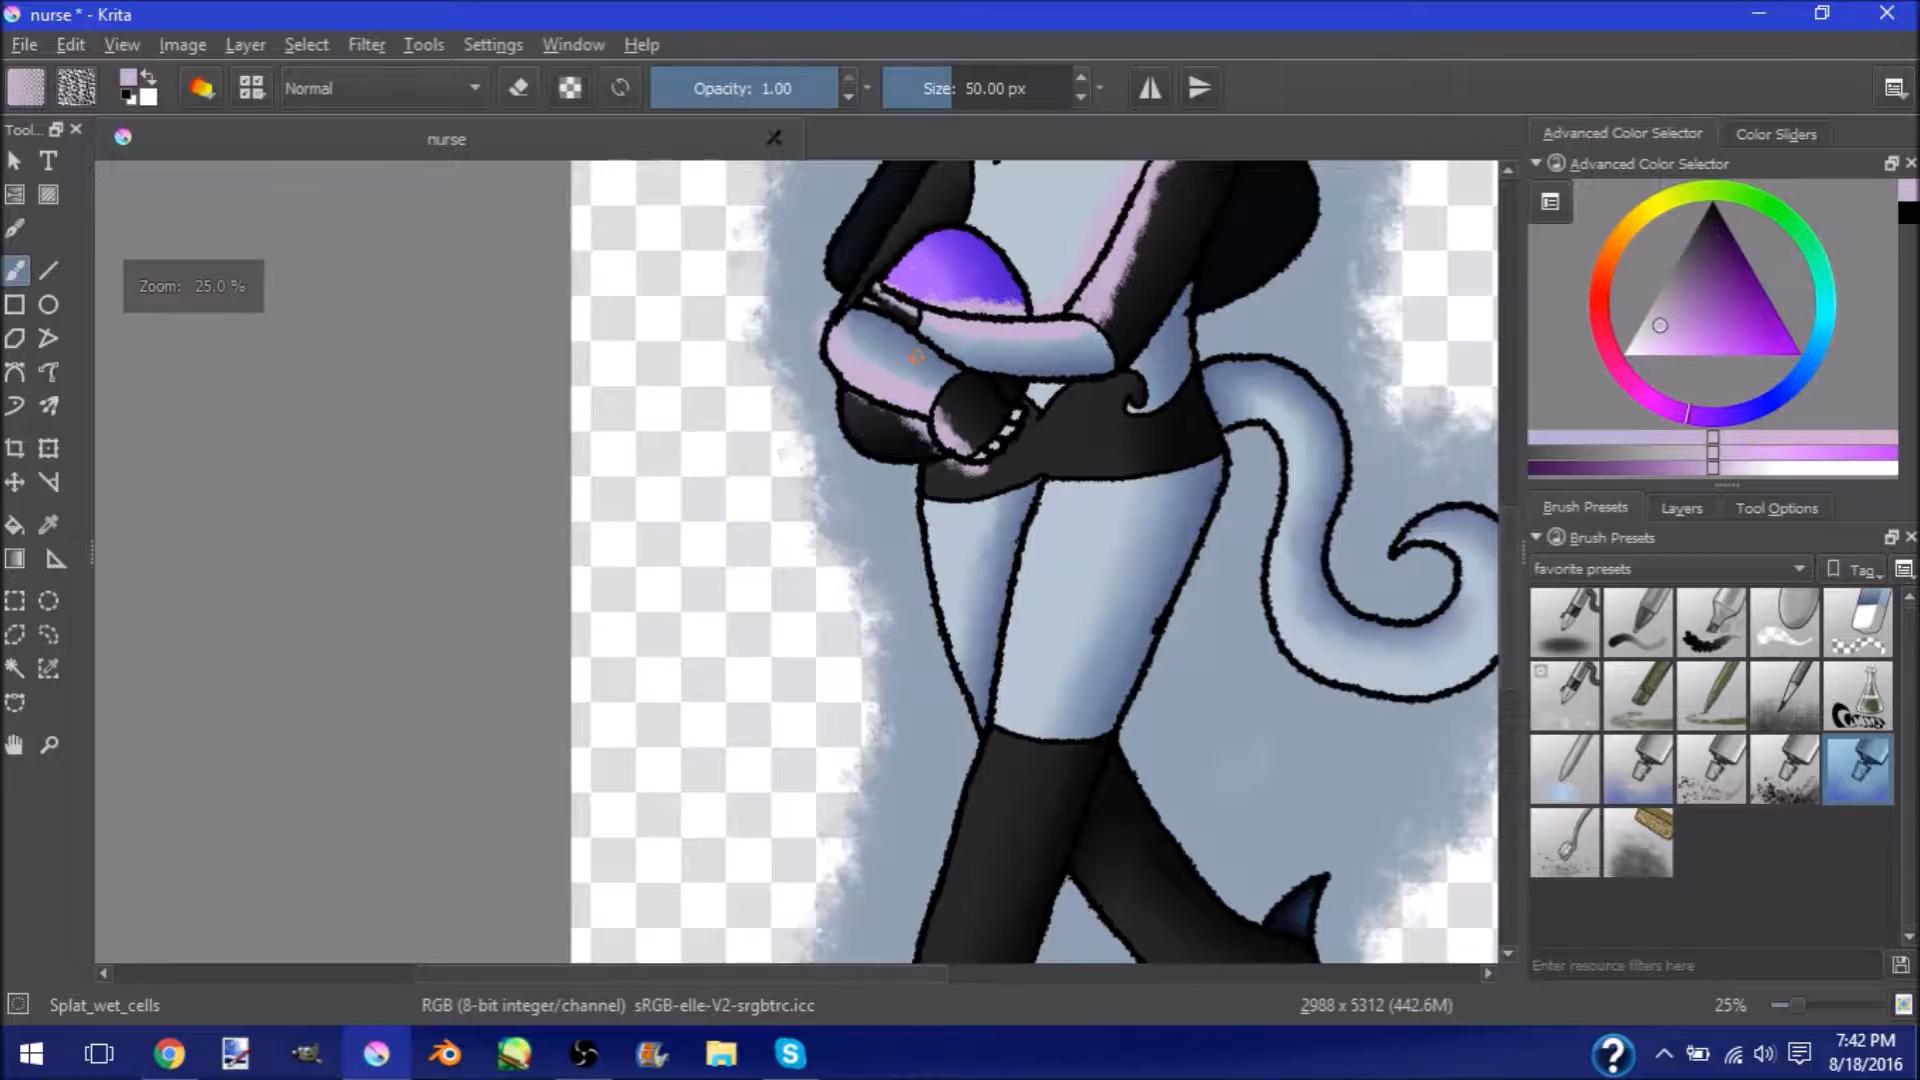 nurse * - Krita
File Edit View Image Layer Select Filter Tools Settings Window Help
Normal Opacity: 1.00 Size: 50.00 px
Tool...
nurse
Zoom: 25.0 %
Advanced Color Selector Color Sliders
Advanced Color Selector
Brush Presets Layers Tool Options
Brush Presets
favorite presets Tag
Enter resource filters here
Splat_wet_cells RGB (8-bit integer/channel) sRGB-elle-V2-srgbtrc.icc 2988 x 5312 (442.6M) 25%
7:42 PM
8/18/2016